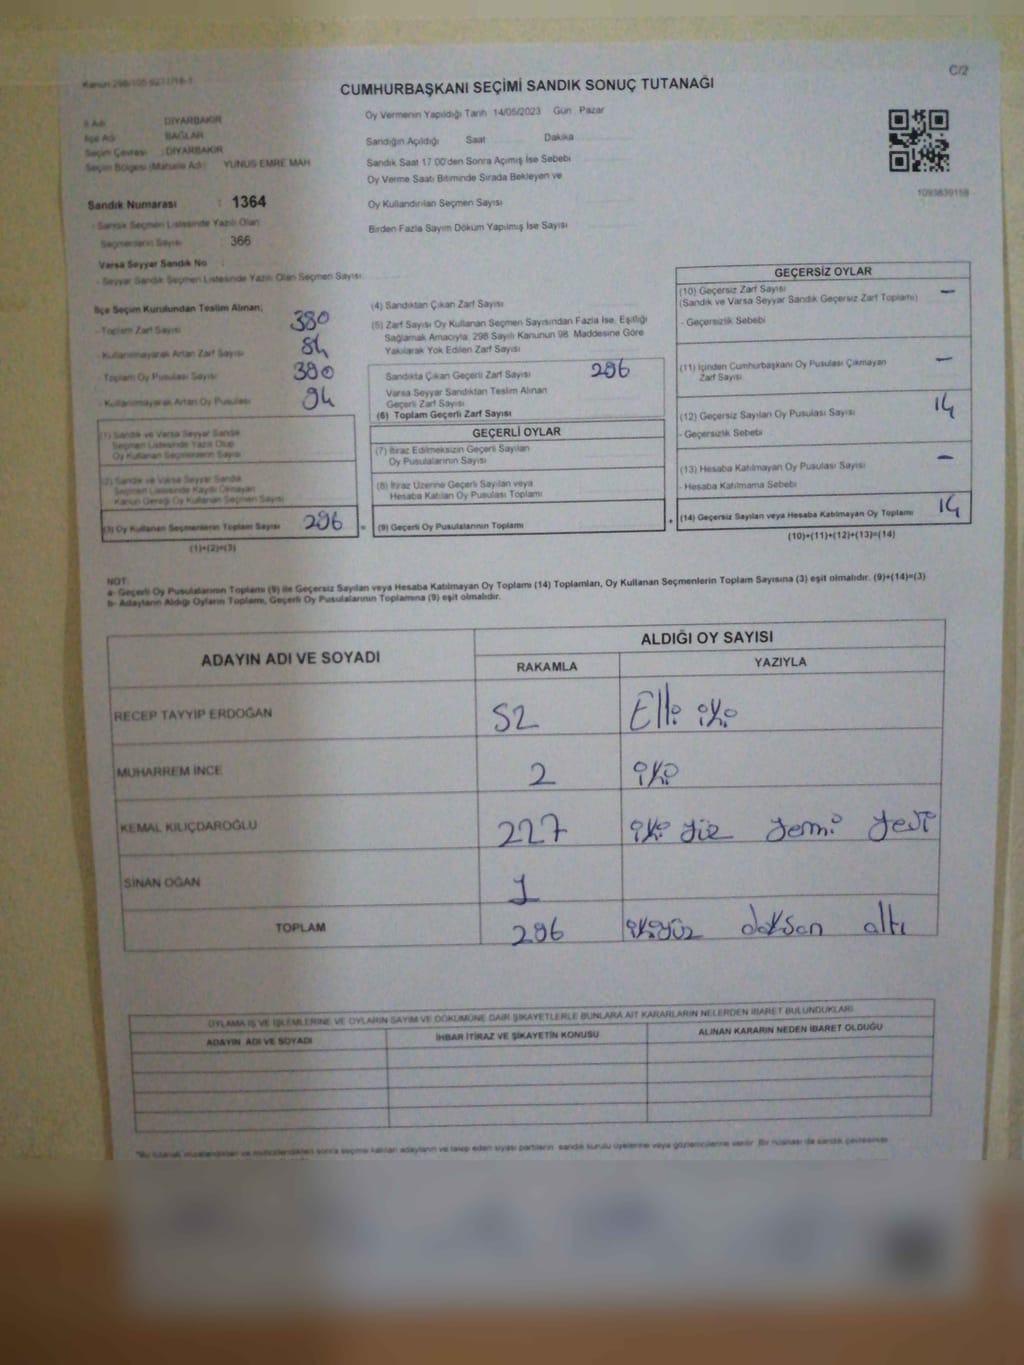 Kanun 298/105-6271/18-1
C/2
CUMHURBAŞKANI SEÇİMİ SANDIK SONUÇ TUTANAĞI
İl Adı DİYARBAKIR
İlçe Adı BAĞLAR
Seçim Çevresi : DİYARBAKIR
Seçim Bölgesi (Mahalle Adı) YUNUS EMRE MAH
Sandık Numarası : 1364
- Sandık Seçmen Listesinde Yazılı Olan
Seçmenlerin Sayısı 366
Varsa Seyyar Sandık No
- Seyyar Sandık Seçmen Listesinde Yazılı Olan Seçmen Sayısı
Oy Vermenin Yapıldığı Tarih 14/05/2023 Gün Pazar
Sandığın Açıldığı Saat Dakika
Sandık Saat 17 00'den Sonra Açımış İse Sebebi
Oy Verme Saati Bitiminde Sırada Bekleyen ve
Oy Kullandırılan Seçmen Sayısı
Birden Fazla Sayım Döküm Yapılmış İse Sayısı
1093639159
İlçe Seçim Kurulundan Teslim Alınan;
- Toplam Zarf Sayısı 380
- Kullanılmayarak Artan Zarf Sayısı 84
- Toplam Oy Pusulası Sayısı 380
- Kullanılmayarak Artan Oy Pusulası 84
(1) Sandık ve Varsa Seyyar Sandık
Seçmen Listesinde Yazılı Olup
Oy Kullanan Seçmenlerin Sayısı
(2) Sandık ve Varsa Seyyar Sandık
Seçmen Listesinde Kaydı Olmayan
Kanun Gereği Oy Kullanan Seçmen Sayısı
(3) Oy Kullanan Seçmenlerin Toplam Sayısı 296
(1)+(2)=(3)
(4) Sandıktan Çıkan Zarf Sayısı
(5) Zarf Sayısı Oy Kullanan Seçmen Sayısından Fazla İse, Eşitliği
Sağlamak Amacıyla, 298 Sayılı Kanunun 98. Maddesine Göre
Yakılarak Yok Edilen Zarf Sayısı
Sandıkta Çıkan Geçerli Zarf Sayısı 296
Varsa Seyyar Sandıktan Teslim Alınan
Geçerli Zarf Sayısı
(6) Toplam Geçerli Zarf Sayısı
GEÇERLİ OYLAR
(7) İtiraz Edilmeksizin Geçerli Sayılan
Oy Pusulalarının Sayısı
(8) İtiraz Üzerine Geçerli Sayılan veya
Hesaba Katılan Oy Pusulası Toplamı
= (9) Geçerli Oy Pusulalarının Toplamı
GEÇERSİZ OYLAR
(10) Geçersiz Zarf Sayısı —
(Sandık ve Varsa Seyyar Sandık Geçersiz Zarf Toplamı)
- Geçersizlik Sebebi
(11) İçinden Cumhurbaşkanı Oy Pusulası Çıkmayan —
Zarf Sayısı
(12) Geçersiz Sayılan Oy Pusulası Sayısı 14
- Geçersizlik Sebebi
(13) Hesaba Katılmayan Oy Pusulası Sayısı —
- Hesaba Katılmama Sebebi
+ (14) Geçersiz Sayılan veya Hesaba Katılmayan Oy Toplamı 14
(10)+(11)+(12)+(13)=(14)
NOT:
a- Geçerli Oy Pusulalarının Toplamı (9) ile Geçersiz Sayılan veya Hesaba Katılmayan Oy Toplamı (14) Toplamları, Oy Kullanan Seçmenlerin Toplam Sayısına (3) eşit olmalıdır. (9)+(14)=(3)
b- Adayların Aldığı Oyların Toplamı, Geçerli Oy Pusulalarının Toplamına (9) eşit olmalıdır.
ADAYIN ADI VE SOYADI ALDIĞI OY SAYISI
RAKAMLA YAZIYLA
RECEP TAYYIP ERDOĞAN 52 Elli iki
MUHARREM İNCE 2 iki
KEMAL KILIÇDAROĞLU 227 iki yüz yirmi yedi
SİNAN OĞAN 1
TOPLAM 296 ikiyüz doksan altı
OYLAMA İŞ VE İŞLEMLERİNE VE OYLARIN SAYIM VE DÖKÜMÜNE DAİR ŞİKAYETLERLE BUNLARA AİT KARARLARIN NELERDEN İBARET BULUNDUKLARI
ADAYIN ADI VE SOYADI İHBAR İTİRAZ VE ŞİKAYETİN KONUSU ALINAN KARARIN NEDEN İBARET OLDUĞU